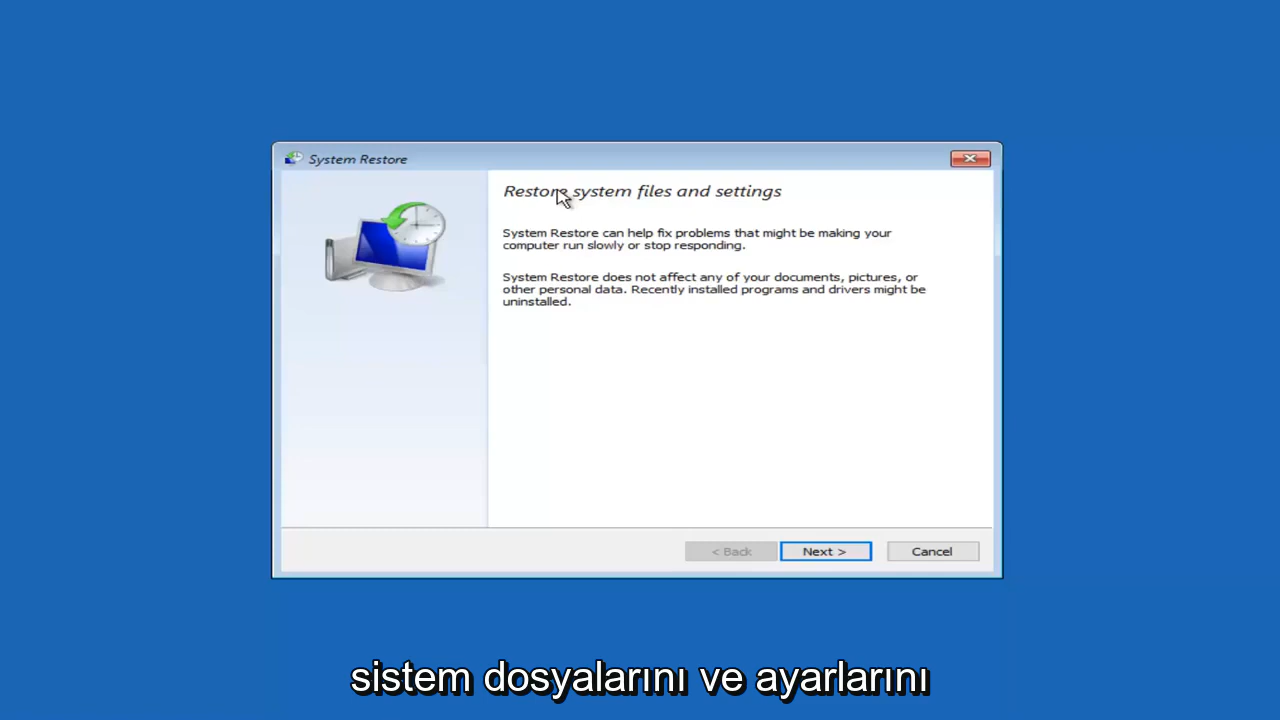 System Restore
Restore system files and settings
System Restore can help fix problems that might be making your
computer run slowly or stop responding.
System Restore does not affect any of your documents, pictures, or
other personal data. Recently installed programs and drivers might be
uninstalled.
< Back
Next >
Cancel
sistem dosyalarını ve ayarlarını